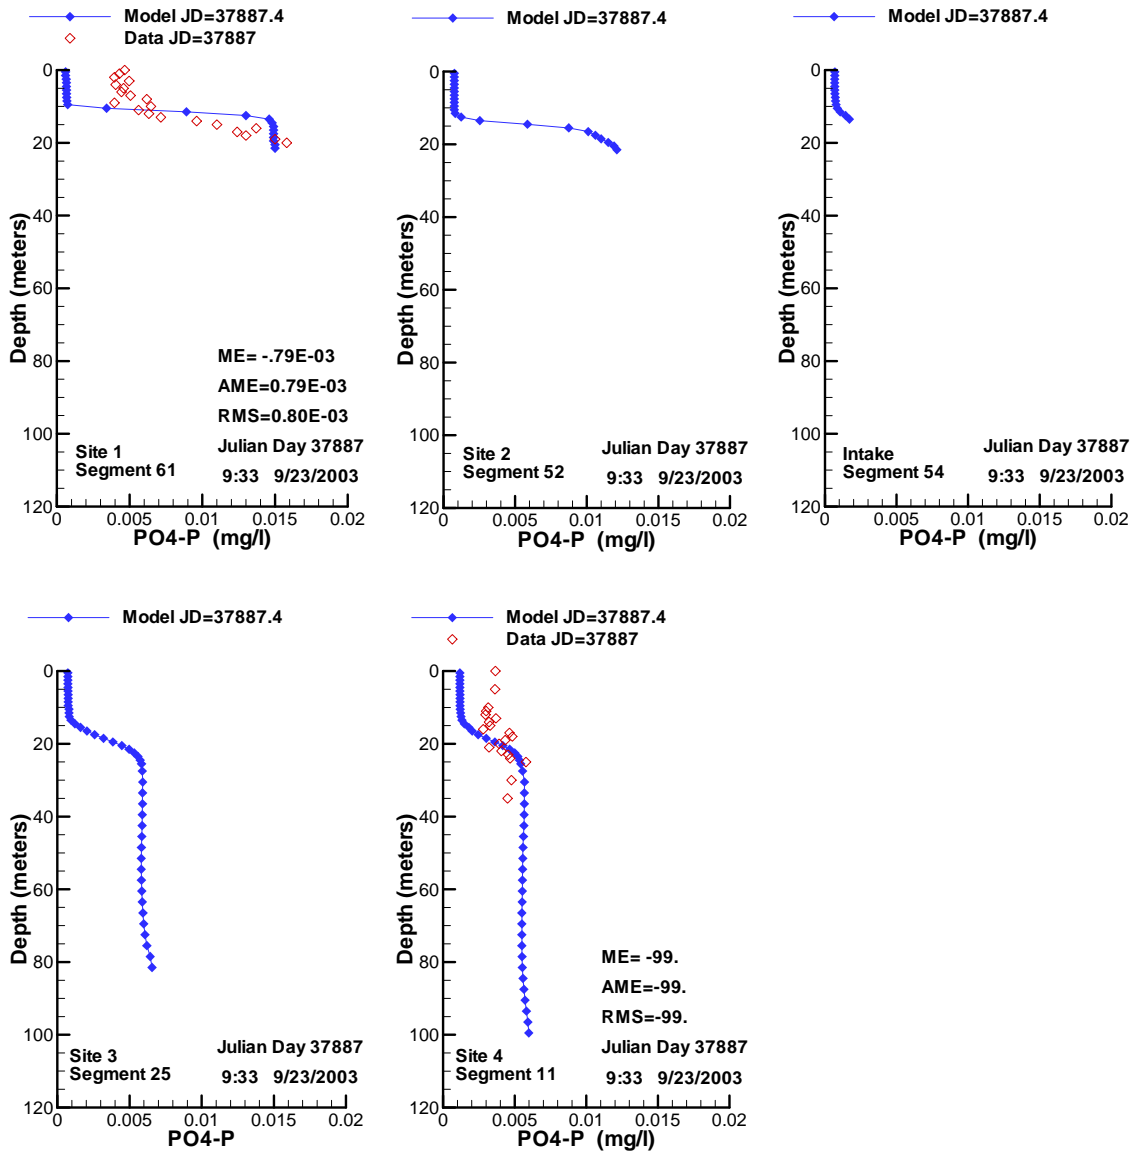 Model JD=37887.4
Data JD=37887
0
20
40
60
80
100
120
Depth (meters)
ME= -.79E-03
AME=0.79E-03
RMS=0.80E-03
Site 1
Segment 61
Julian Day 37887
9:33 9/23/2003
0 0.005 0.01 0.015 0.02
PO4-P (mg/l)
Model JD=37887.4
0
20
40
60
80
100
120
Depth (meters)
Site 2
Segment 52
Julian Day 37887
9:33 9/23/2003
0 0.005 0.01 0.015 0.02
PO4-P (mg/l)
Model JD=37887.4
0
20
40
60
80
100
120
Depth (meters)
Intake
Segment 54
Julian Day 37887
9:33 9/23/2003
0 0.005 0.01 0.015 0.02
PO4-P (mg/l)
Model JD=37887.4
0
20
40
60
80
100
120
Depth (meters)
Site 3
Segment 25
Julian Day 37887
9:33 9/23/2003
0 0.005 0.01 0.015 0.02
PO4-P
Model JD=37887.4
Data JD=37887
0
20
40
60
80
100
120
Depth (meters)
ME= -99.
AME=-99.
RMS=-99.
Site 4
Segment 11
Julian Day 37887
9:33 9/23/2003
0 0.005 0.01 0.015 0.02
PO4-P (mg/l)